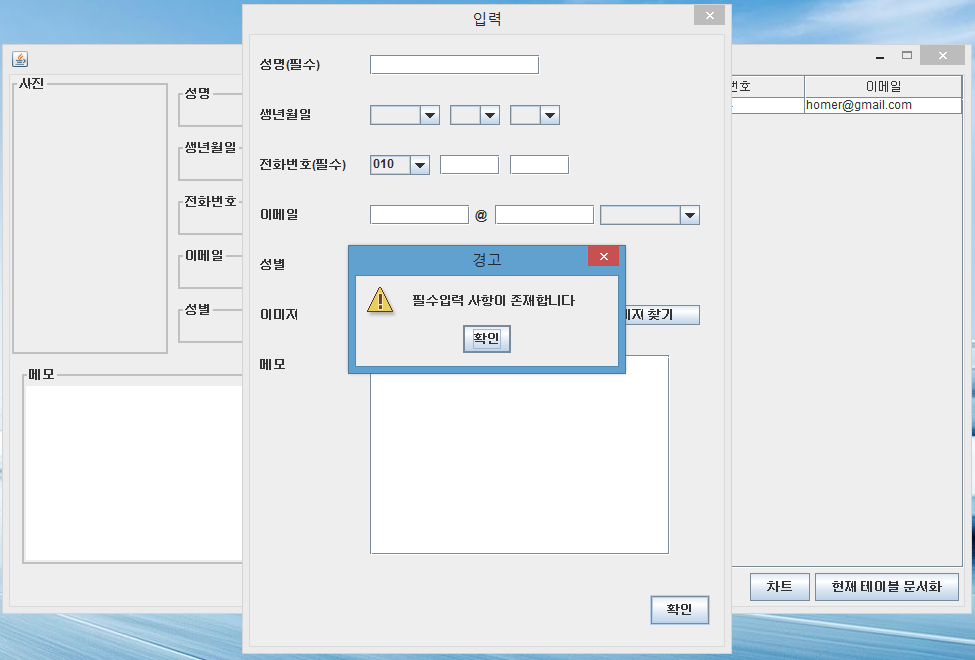 입력
성명(필수)
생년월일
전화번호(필수)
010
이메일
@
성별
이미지
찾기
메모
확인
경고
필수입력 사항이 존재합니다
확인
사진
성명
생년월일
전화번호
이메일
성별
메모
번호
이메일
homer@gmail.com
차트
현재 테이블 문서화